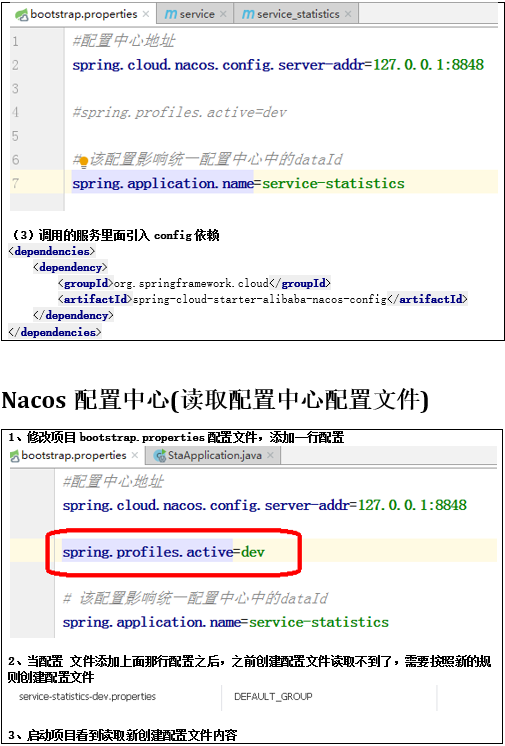 bootstrap.properties × service × service_statistics ×
1 #配置中心地址
2 spring.cloud.nacos.config.server-addr=127.0.0.1:8848
3
4 #spring.profiles.active=dev
5
6 # 该配置影响统一配置中心中的dataId
7 spring.application.name=service-statistics
（3）调用的服务里面引入 config 依赖
<dependencies>
<dependency>
<groupId>org.springframework.cloud</groupId>
<artifactId>spring-cloud-starter-alibaba-nacos-config</artifactId>
</dependency>
</dependencies>
Nacos 配置中心(读取配置中心配置文件)
1、修改项目 bootstrap.properties 配置文件，添加一行配置
bootstrap.properties × StaApplication.java ×
#配置中心地址
spring.cloud.nacos.config.server-addr=127.0.0.1:8848
spring.profiles.active=dev
# 该配置影响统一配置中心中的dataId
spring.application.name=service-statistics
2、当配置 文件添加上面那行配置之后，之前创建配置文件读取不到了，需要按照新的规
则创建配置文件
service-statistics-dev.properties DEFAULT_GROUP
3、启动项目看到读取新创建配置文件内容